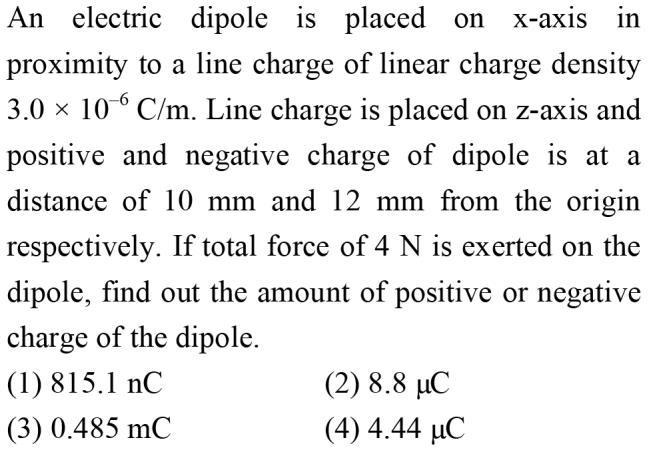 An electric dipole is placed on x-axis in
proximity to a line charge of linear charge density
3.0 × 10⁻⁶ C/m. Line charge is placed on z-axis and
positive and negative charge of dipole is at a
distance of 10 mm and 12 mm from the origin
respectively. If total force of 4 N is exerted on the
dipole, find out the amount of positive or negative
charge of the dipole.
(1) 815.1 nC (2) 8.8 μC
(3) 0.485 mC (4) 4.44 μC